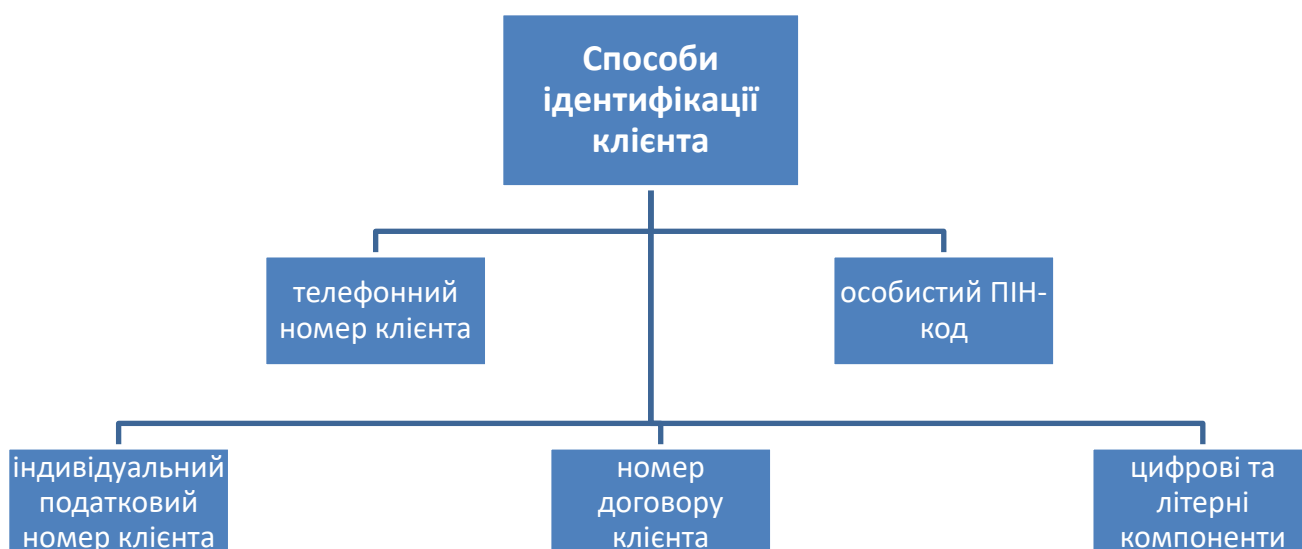 Способи
ідентифікації
клієнта
телефонний
номер клієнта
особистий ПІН-
код
індивідуальний
податковий
номер клієнта
номер
договору
клієнта
цифрові та
літерні
компоненти